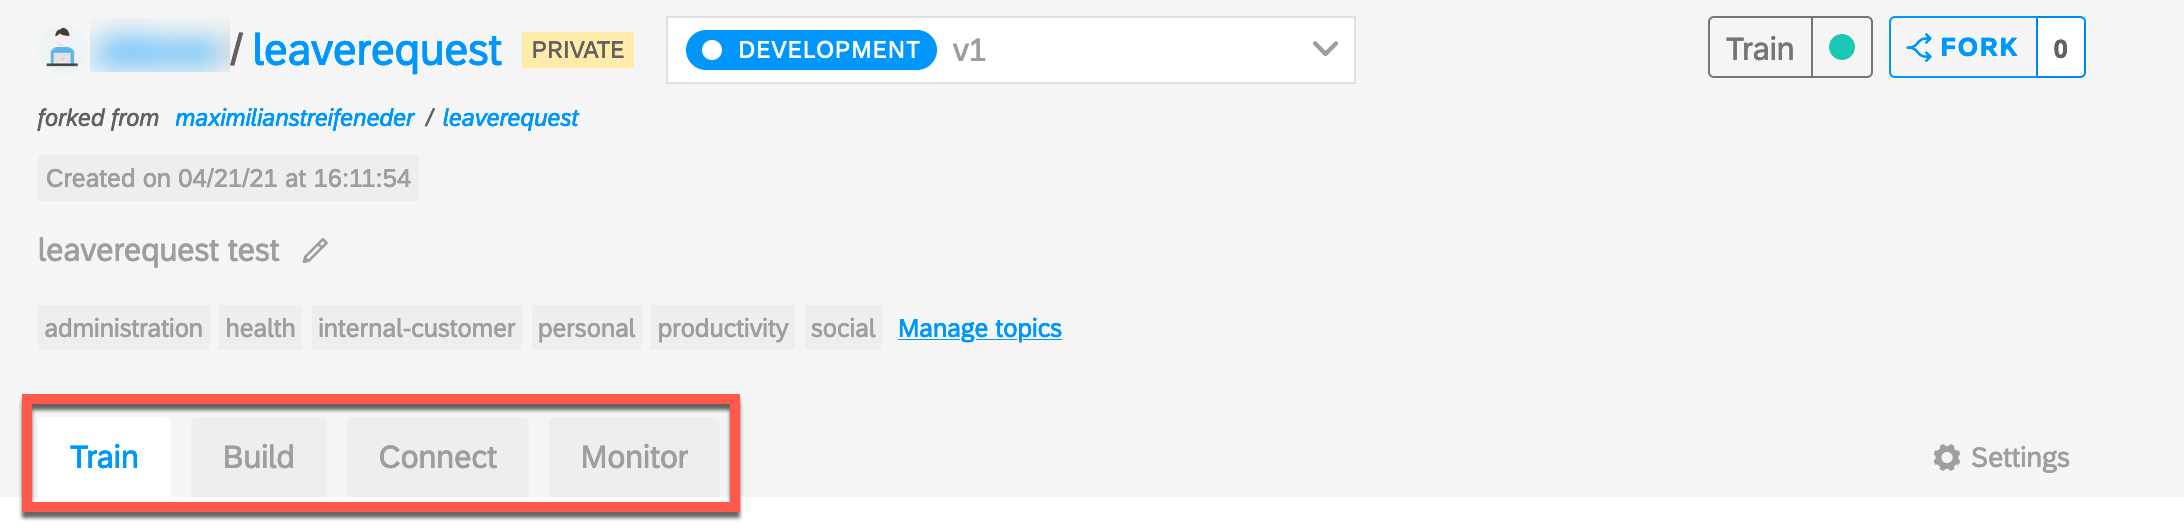 / leaverequest PRIVATE DEVELOPMENT v1 Train FORK 0
forked from maximilianstreifeneder / leaverequest
Created on 04/21/21 at 16:11:54
leaverequest test
administration health internal-customer personal productivity social Manage topics
Train Build Connect Monitor Settings